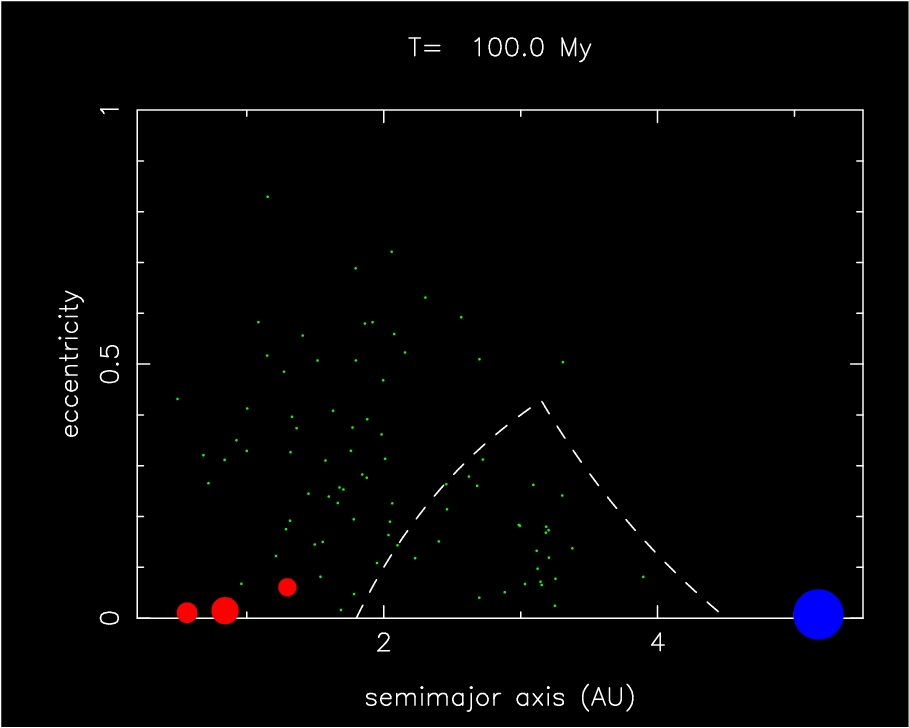 T= 100.0 My
1
0.5
0
eccentricity
2
4
semimajor axis (AU)